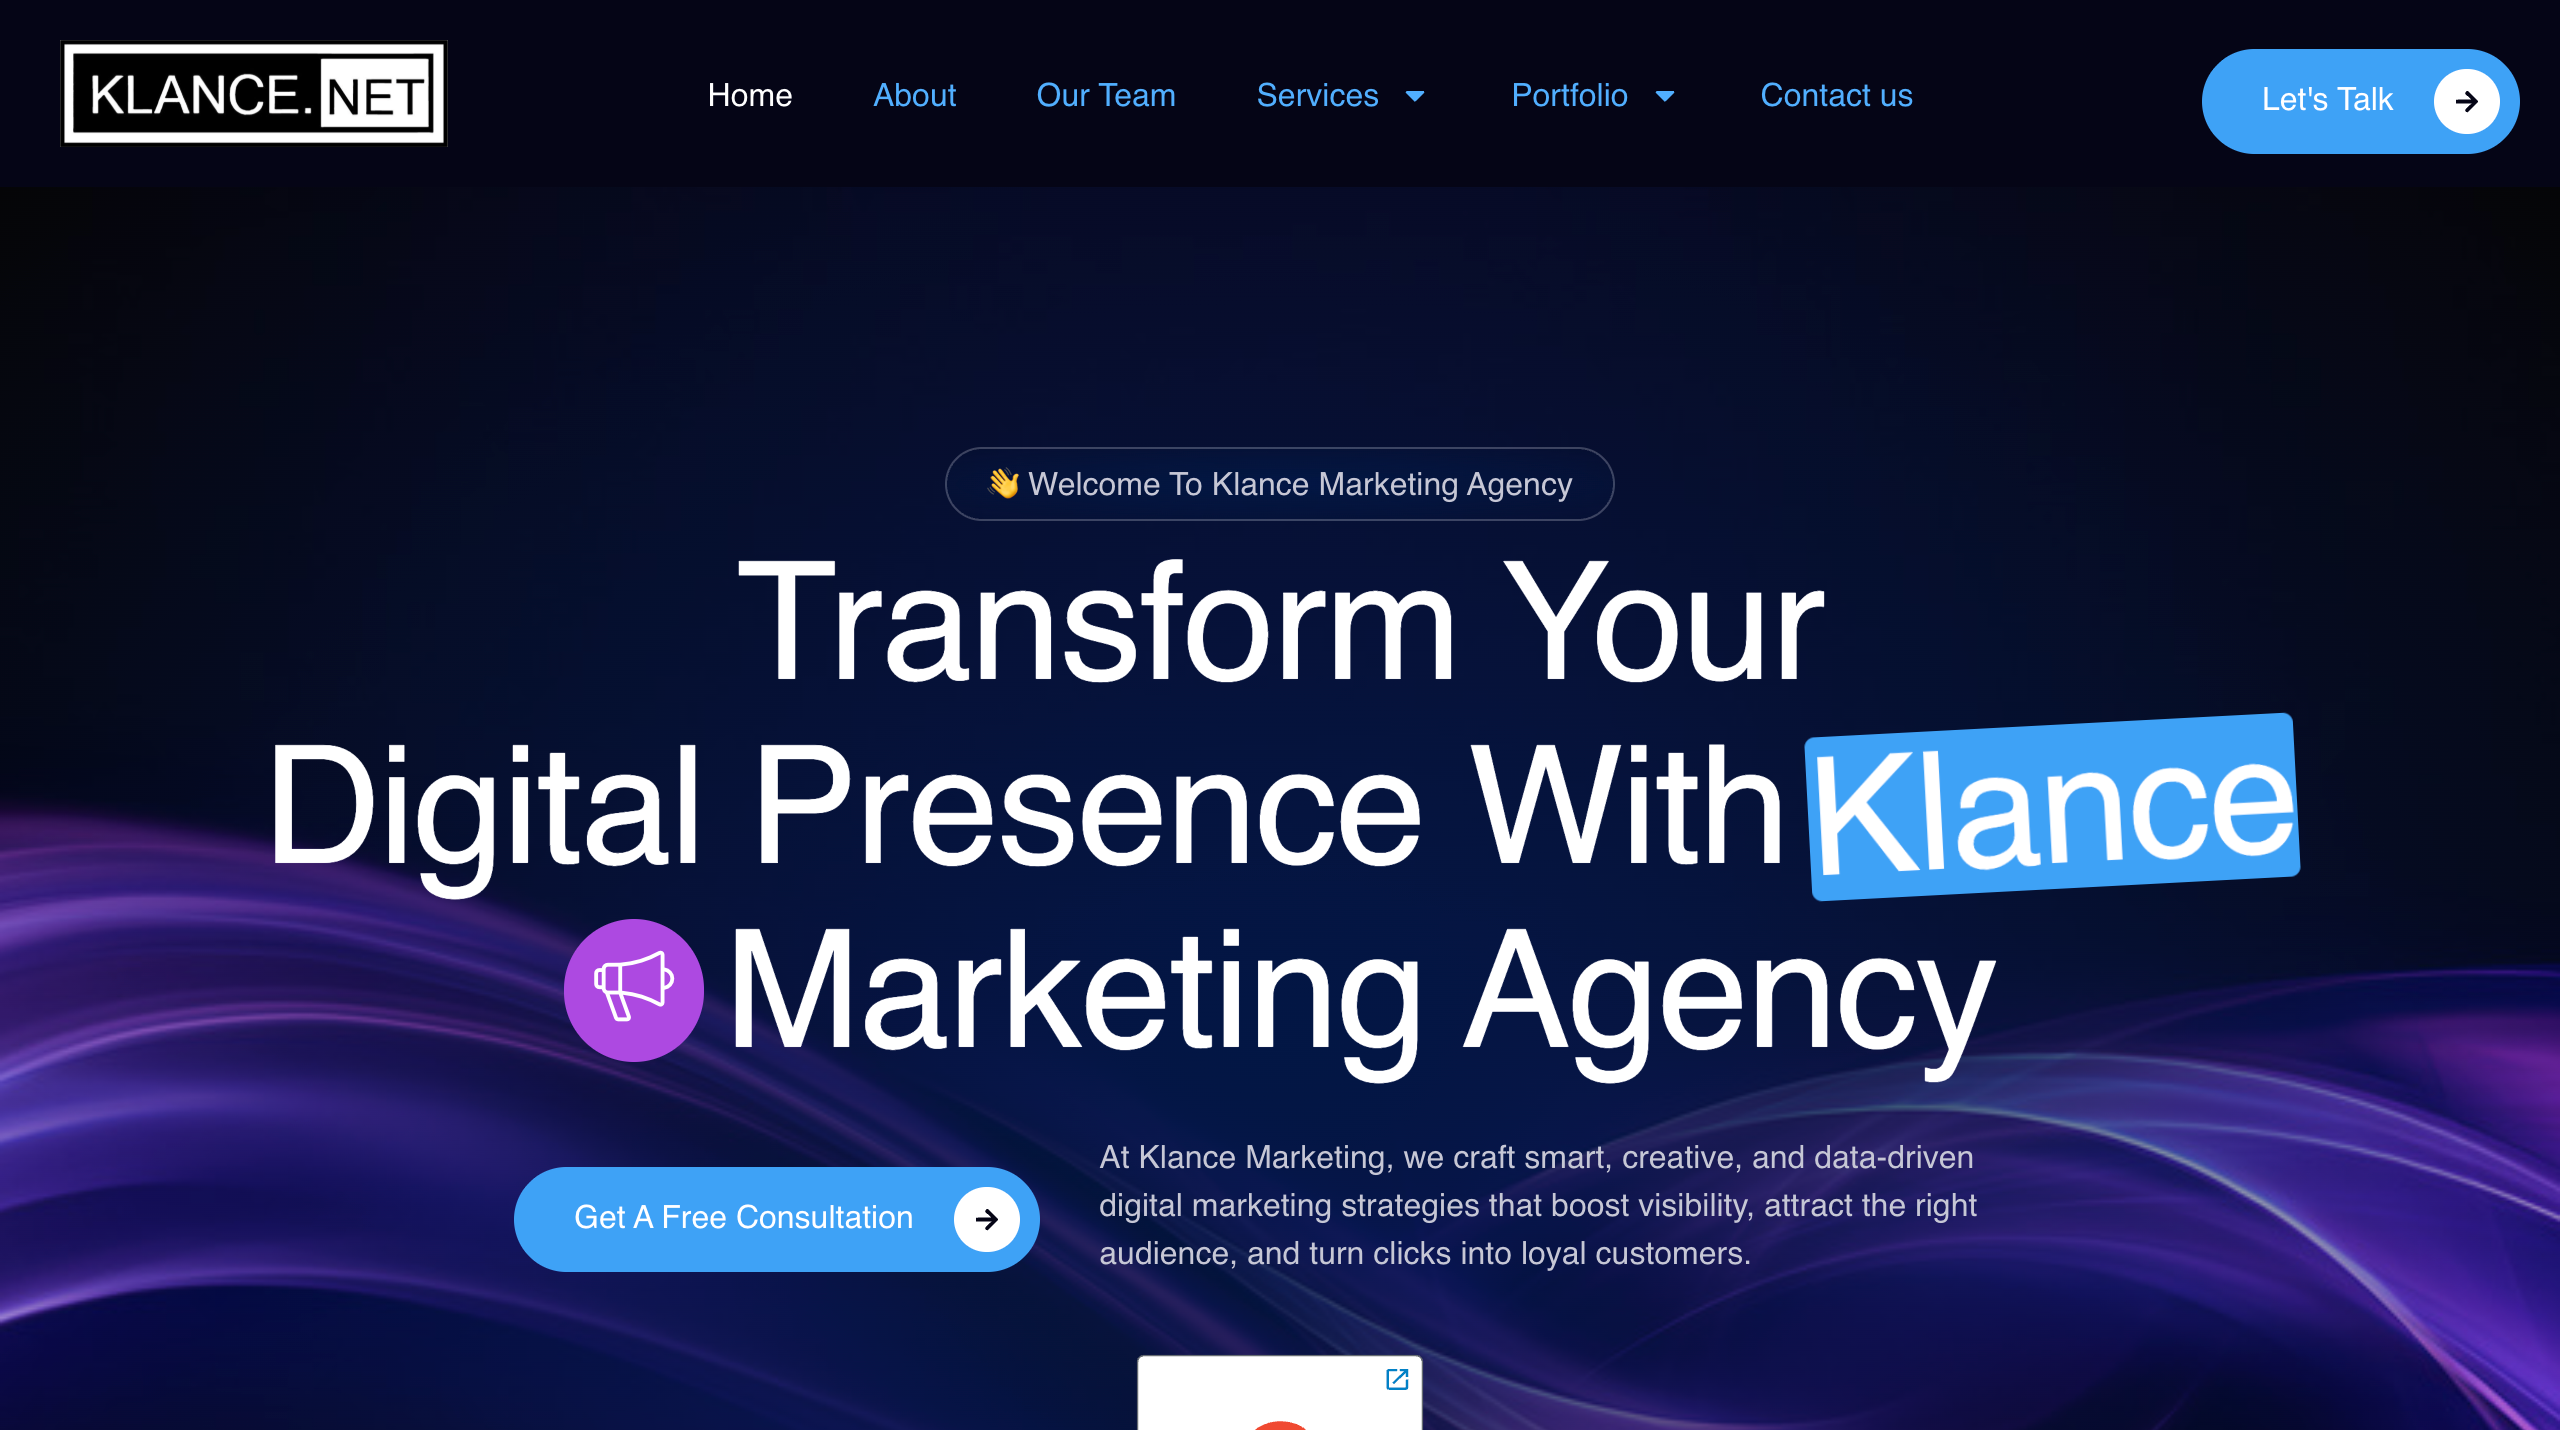 KLANCE.NET
Home
About
Our Team
Services
Portfolio
Contact us
Let's Talk
👋 Welcome To Klance Marketing Agency
Transform Your
Digital Presence With Klance
Marketing Agency
Get A Free Consultation
At Klance Marketing, we craft smart, creative, and data-driven
digital marketing strategies that boost visibility, attract the right
audience, and turn clicks into loyal customers.